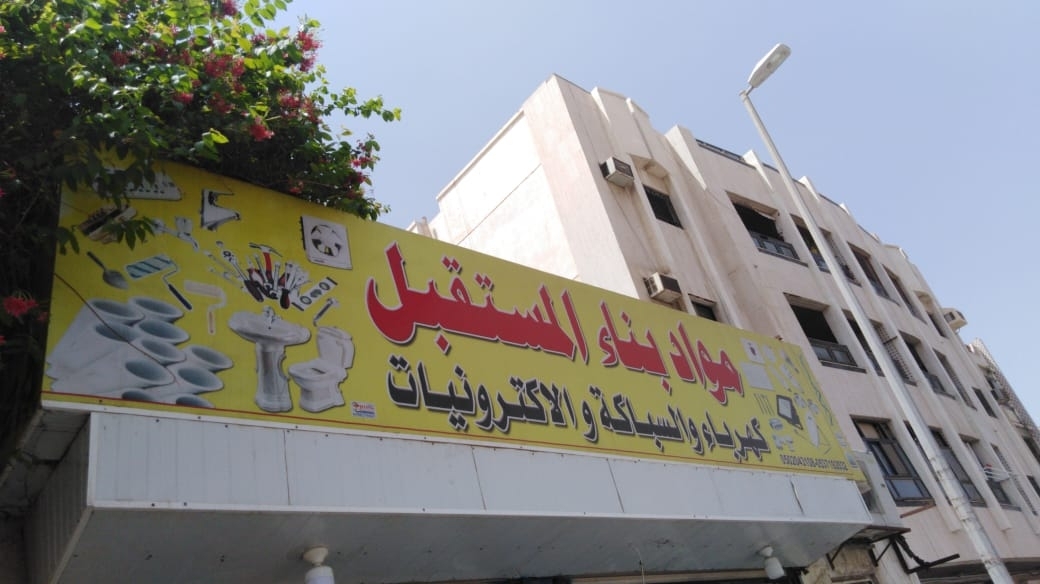 مواد بناء المستقبل
كهرباء والسباكة و الاكترونيات